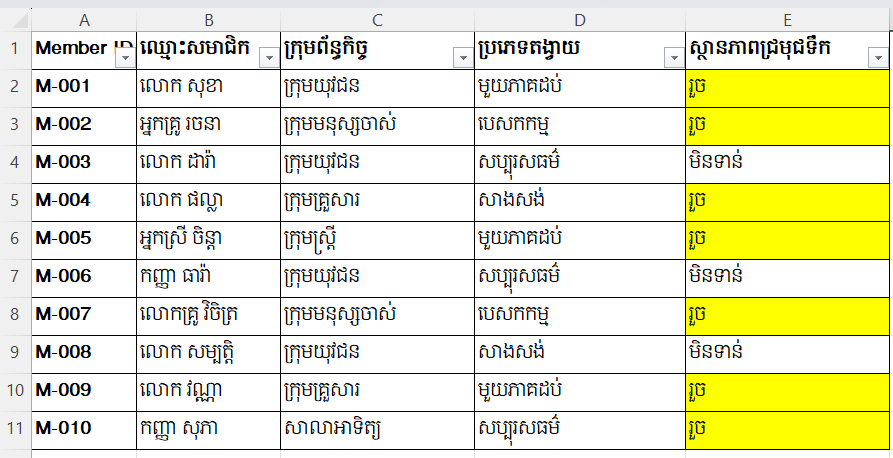 A B C D E
1 Member ID ឈ្មោះសមាជិក ក្រុមព័ន្ធកិច្ច ប្រភេទតង្វាយ ស្ថានភាពជ្រមុជទឹក
2 M-001 លោក សុខា ក្រុមយុវជន មួយភាគដប់ រួច
3 M-002 អ្នកគ្រូ រចនា ក្រុមមនុស្សចាស់ បេសកកម្ម រួច
4 M-003 លោក ដារ៉ា ក្រុមយុវជន សប្បុរសធម៌ មិនទាន់
5 M-004 លោក ផល្លា ក្រុមគ្រួសារ សាងសង់ រួច
6 M-005 អ្នកស្រី ចិន្តា ក្រុមស្ត្រី មួយភាគដប់ រួច
7 M-006 កញ្ញា ធារ៉ា ក្រុមយុវជន សប្បុរសធម៌ មិនទាន់
8 M-007 លោកគ្រូ វិចិត្រ ក្រុមមនុស្សចាស់ បេសកកម្ម រួច
9 M-008 លោក សម្បត្តិ ក្រុមយុវជន សាងសង់ មិនទាន់
10 M-009 លោក វណ្ណា ក្រុមគ្រួសារ មួយភាគដប់ រួច
11 M-010 កញ្ញា សុភា សាលាអាទិត្យ សប្បុរសធម៌ រួច